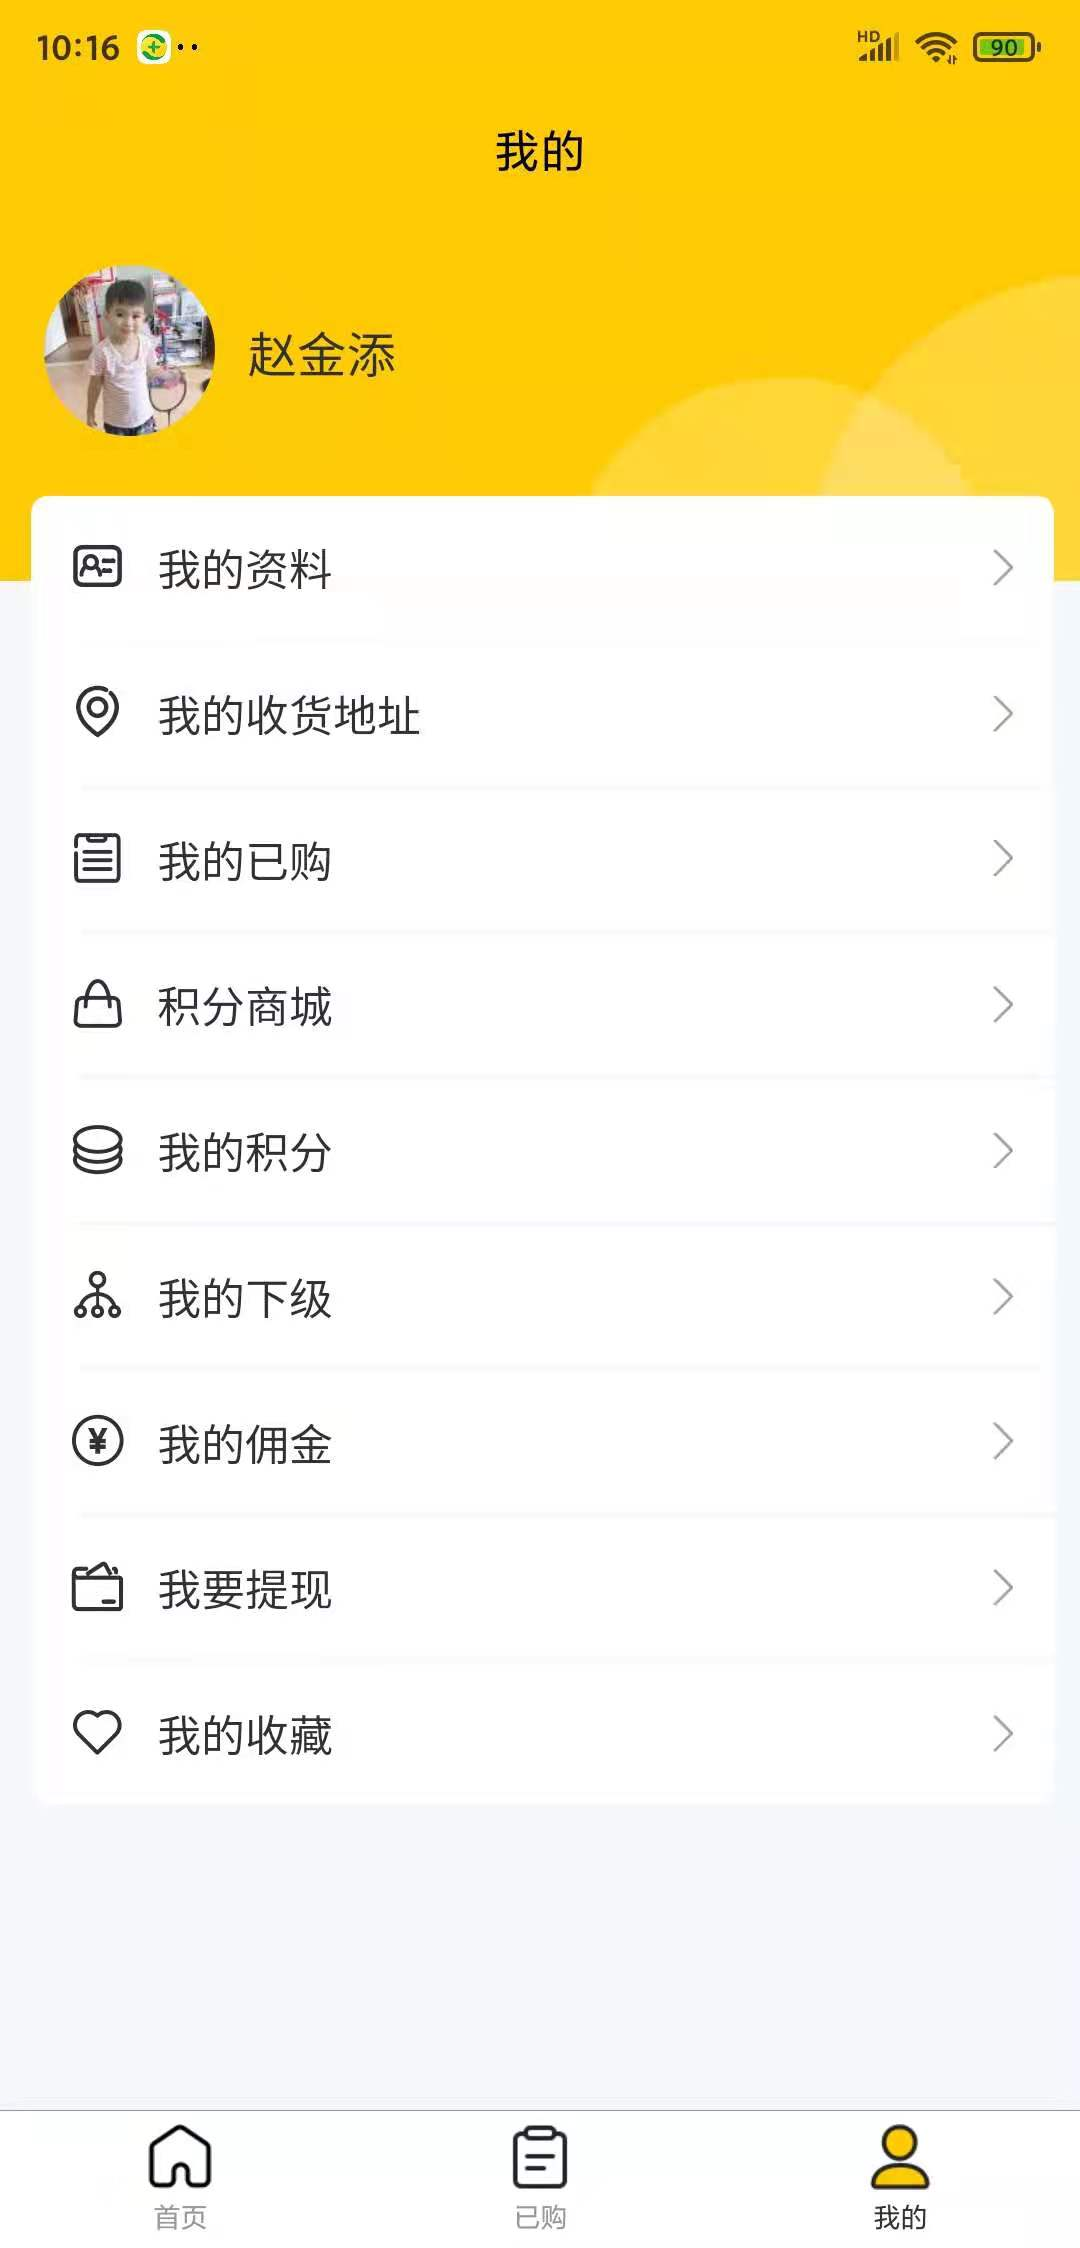 10:16
HD
90
我的
赵金添
我的资料
我的收货地址
我的已购
积分商城
我的积分
我的下级
我的佣金
我要提现
我的收藏
首页
已购
我的